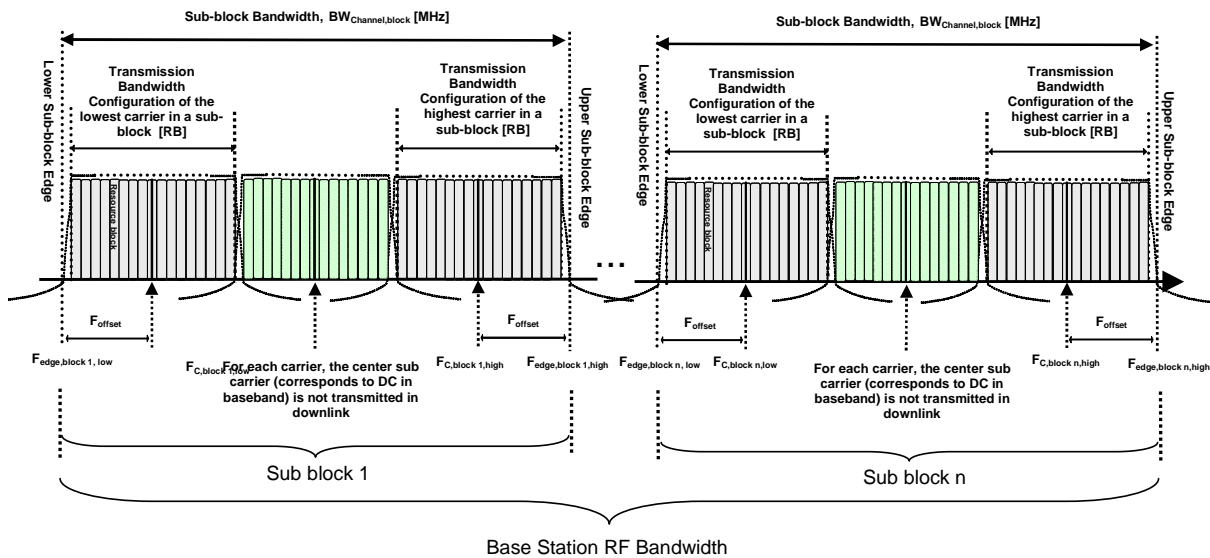 Sub-block Bandwidth, BWChannel,block [MHz]
Lower Sub-block Edge
Transmission
Bandwidth
Configuration of the
lowest carrier in a sub-
block [RB]
Transmission
Bandwidth
Configuration of the
highest carrier in a
sub-block [RB]
Upper Sub-block Edge
Resource block
Foffset
Foffset
Fedge,block 1, low
FC,block 1,low
For each carrier, the center sub
carrier (corresponds to DC in
baseband) is not transmitted in
downlink
FC,block 1,high
Fedge,block 1,high
Sub block 1
...
Sub-block Bandwidth, BWChannel,block [MHz]
Lower Sub-block Edge
Transmission
Bandwidth
Configuration of the
lowest carrier in a
sub-block [RB]
Transmission
Bandwidth
Configuration of the
highest carrier in a
sub-block [RB]
Upper Sub-block Edge
Resource block
Foffset
Foffset
Fedge,block n, low
FC,block n,low
For each carrier, the center sub
carrier (corresponds to DC in
baseband) is not transmitted in
downlink
FC,block n,high
Fedge,block n,high
Sub block n
Base Station RF Bandwidth